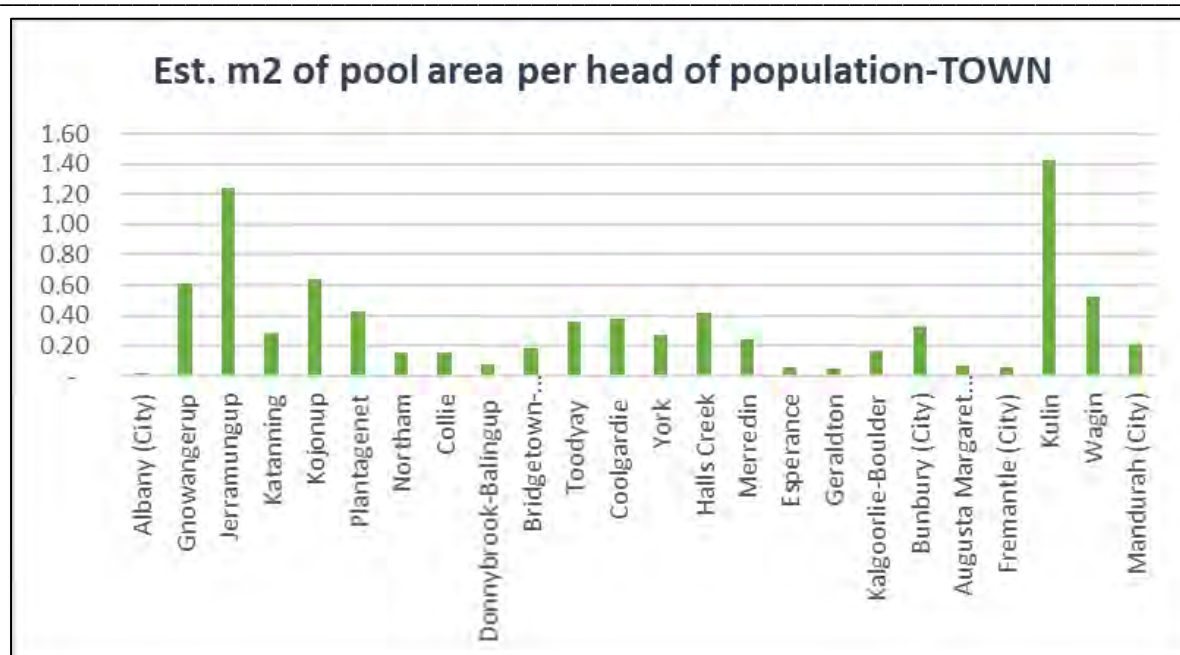 Est. m2 of pool area per head of population-TOWN
1.60
1.40
1.20
1.00
0.80
0.60
0.40
0.20
-
Albany (City)
Gnowangerup
Jerramungup
Katanning
Kojonup
Plantagenet
Northam
Collie
Donnybrook-Balingup
Bridgetown-...
Toodyay
Coolgardie
York
Halls Creek
Merredin
Esperance
Geraldton
Kalgoorlie-Boulder
Bunbury (City)
Augusta Margaret...
Fremantle (City)
Kulin
Wagin
Mandurah (City)